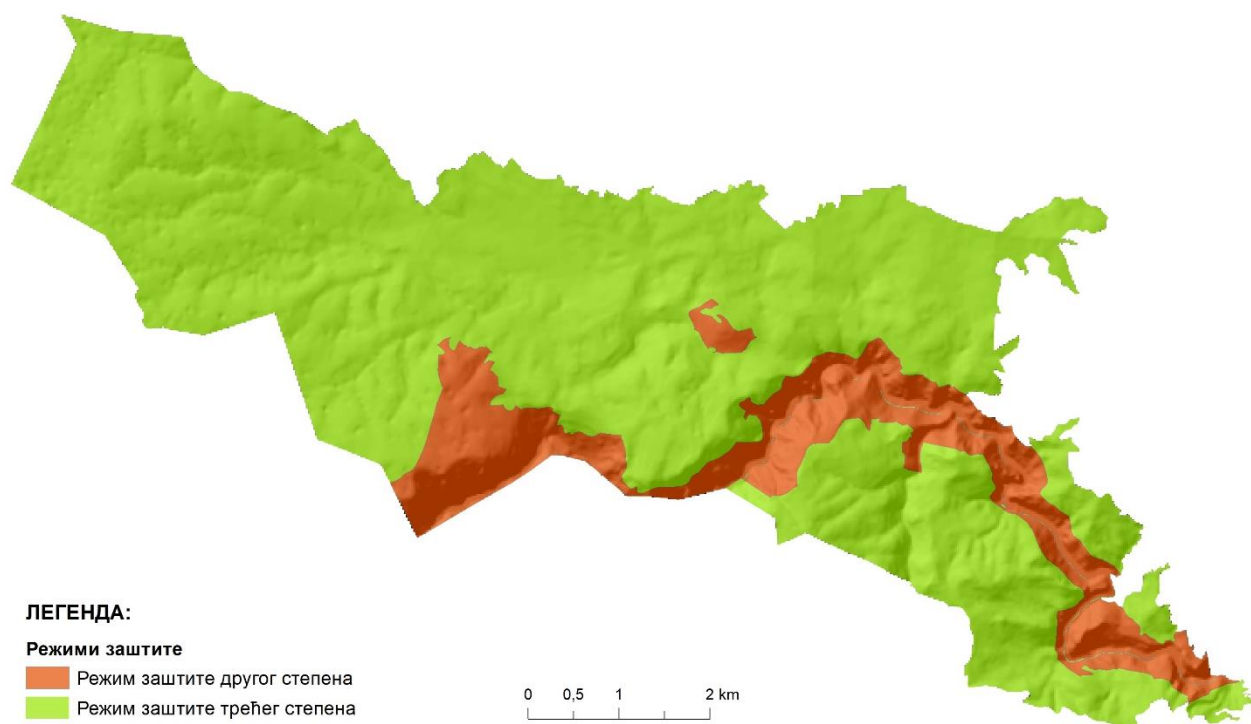 ЛЕГЕНДА:
Режими заштите
Режим заштите другог степена
Режим заштите трећег степена
0 0,5 1 2 km